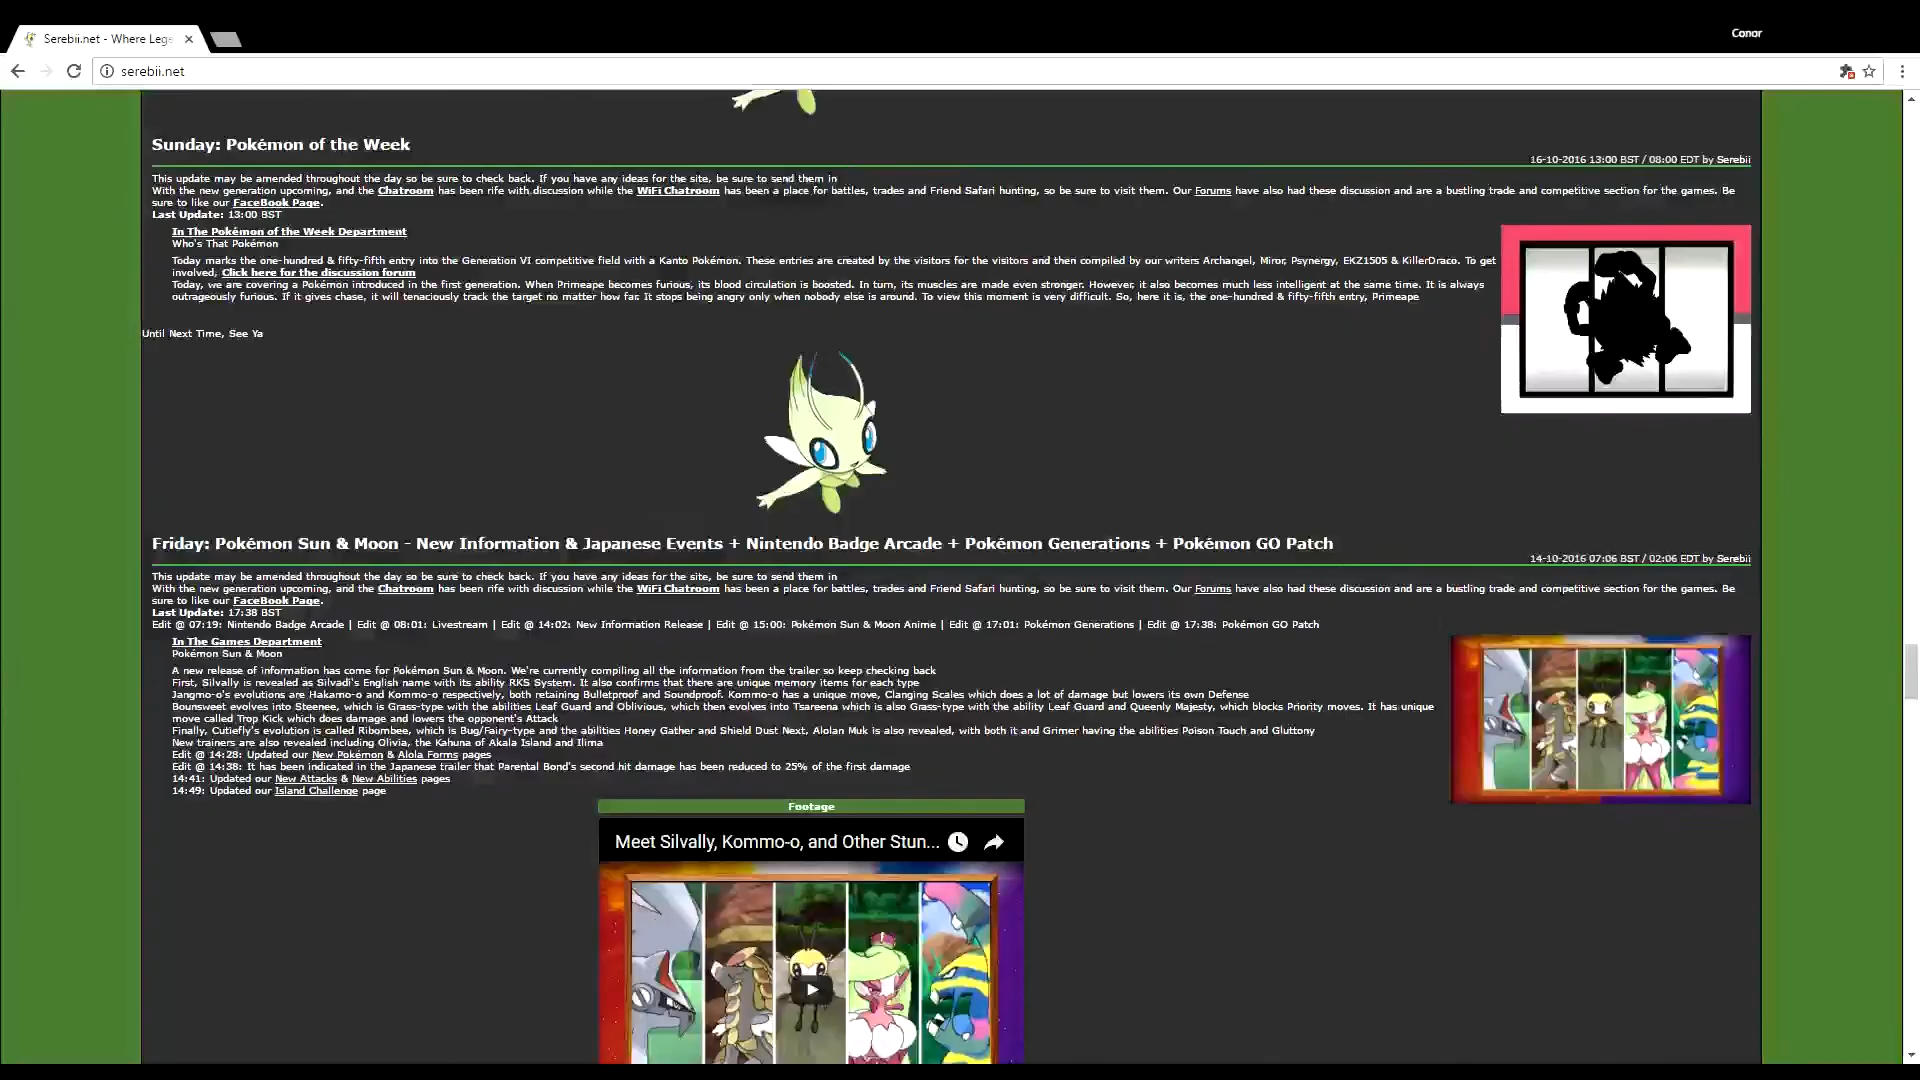 Serebii.net - Where Lege
Conor
serebii.net
Sunday: Pokémon of the Week
16-10-2016 13:00 BST / 08:00 EDT by Serebii
This update may be amended throughout the day so be sure to check back. If you have any ideas for the site, be sure to send them in
With the new generation upcoming, and the Chatroom has been rife with discussion while the WiFi Chatroom has been a place for battles, trades and Friend Safari hunting, so be sure to visit them. Our Forums have also had these discussion and are a bustling trade and competitive section for the games. Be
sure to like our FaceBook Page.
Last Update: 13:00 BST
In The Pokémon of the Week Department
Who's That Pokémon
Today marks the one-hundred & fifty-fifth entry into the Generation VI competitive field with a Kanto Pokémon. These entries are created by the visitors for the visitors and then compiled by our writers Archangel, Miror, Psynergy, EKZ1505 & KillerDraco. To get
involved, Click here for the discussion forum
Today, we are covering a Pokémon introduced in the first generation. When Primeape becomes furious, its blood circulation is boosted. In turn, its muscles are made even stronger. However, it also becomes much less intelligent at the same time. It is always
outrageously furious. If it gives chase, it will tenaciously track the target no matter how far. It stops being angry only when nobody else is around. To view this moment is very difficult. So, here it is, the one-hundred & fifty-fifth entry, Primeape
Until Next Time, See Ya
Friday: Pokémon Sun & Moon - New Information & Japanese Events + Nintendo Badge Arcade + Pokémon Generations + Pokémon GO Patch
14-10-2016 07:06 BST / 02:06 EDT by Serebii
This update may be amended throughout the day so be sure to check back. If you have any ideas for the site, be sure to send them in
With the new generation upcoming, and the Chatroom has been rife with discussion while the WiFi Chatroom has been a place for battles, trades and Friend Safari hunting, so be sure to visit them. Our Forums have also had these discussion and are a bustling trade and competitive section for the games. Be
sure to like our FaceBook Page.
Last Update: 17:38 BST
Edit @ 07:19: Nintendo Badge Arcade | Edit @ 08:01: Livestream | Edit @ 14:02: New Information Release | Edit @ 15:00: Pokémon Sun & Moon Anime | Edit @ 17:01: Pokémon Generations | Edit @ 17:38: Pokémon GO Patch
In The Games Department
Pokémon Sun & Moon
A new release of information has come for Pokémon Sun & Moon. We're currently compiling all the information from the trailer so keep checking back
First, Silvally is revealed as Silvadi's English name with its ability RKS System. It also confirms that there are unique memory items for each type
Jangmo-o's evolutions are Hakamo-o and Kommo-o respectively, both retaining Bulletproof and Soundproof. Kommo-o has a unique move, Clanging Scales which does a lot of damage but lowers its own Defense
Bounsweet evolves into Steenee, which is Grass-type with the abilities Leaf Guard and Oblivious, which then evolves into Tsareena which is also Grass-type with the ability Leaf Guard and Queenly Majesty, which blocks Priority moves. It has unique
move called Trop Kick which does damage and lowers the opponent's Attack
Finally, Cutiefly's evolution is called Ribombee, which is Bug/Fairy-type and the abilities Honey Gather and Shield Dust Next, Alolan Muk is also revealed, with both it and Grimer having the abilities Poison Touch and Gluttony
New trainers are also revealed including Olivia, the Kahuna of Akala Island and Ilima
Edit @ 14:28: Updated our New Pokémon & Alola Forms pages
Edit @ 14:38: It has been indicated in the Japanese trailer that Parental Bond's second hit damage has been reduced to 25% of the first damage
14:41: Updated our New Attacks & New Abilities pages
14:49: Updated our Island Challenge page
Footage
Meet Silvally, Kommo-o, and Other Stun...